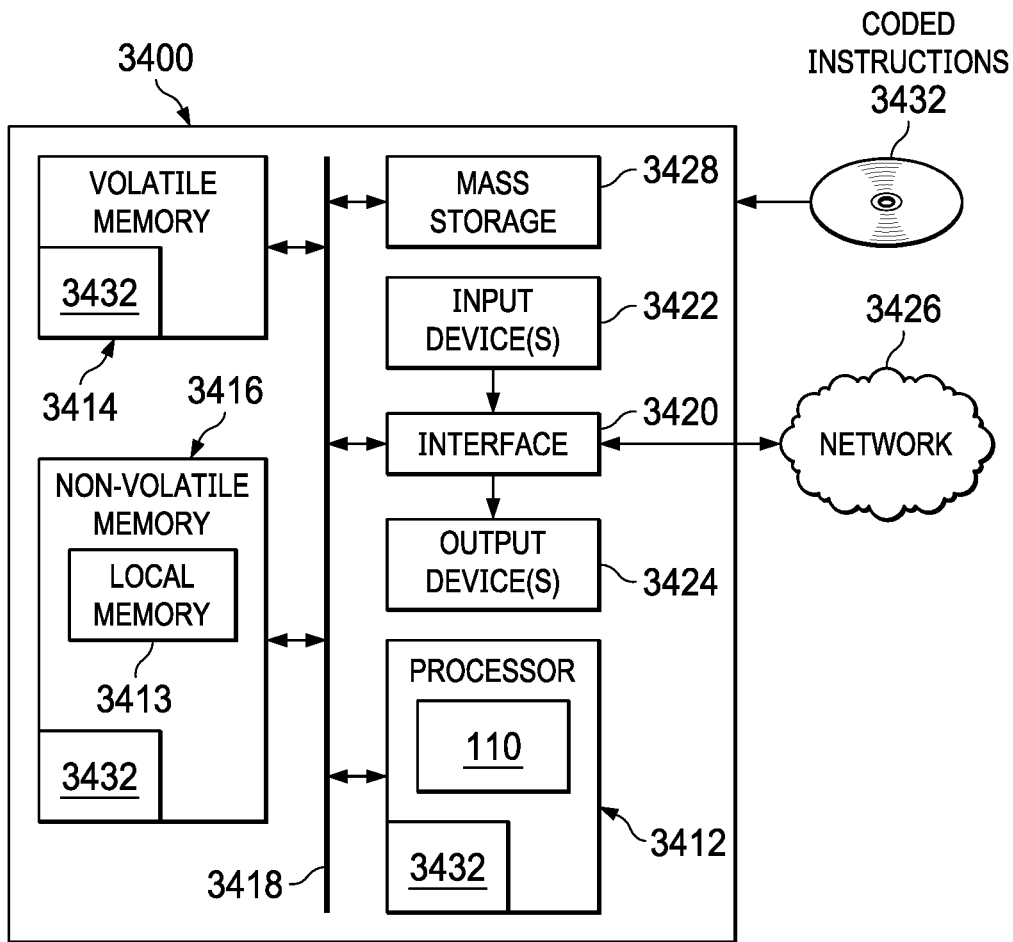 CODED
INSTRUCTIONS
3432
3400
VOLATILE
MEMORY
3432
3414
MASS
STORAGE
3428
INPUT
DEVICE(S)
3422
3426
NETWORK
3416
INTERFACE
3420
NON-VOLATILE
MEMORY
LOCAL
MEMORY
3413
3432
OUTPUT
DEVICE(S)
3424
PROCESSOR
110
3432
3412
3418